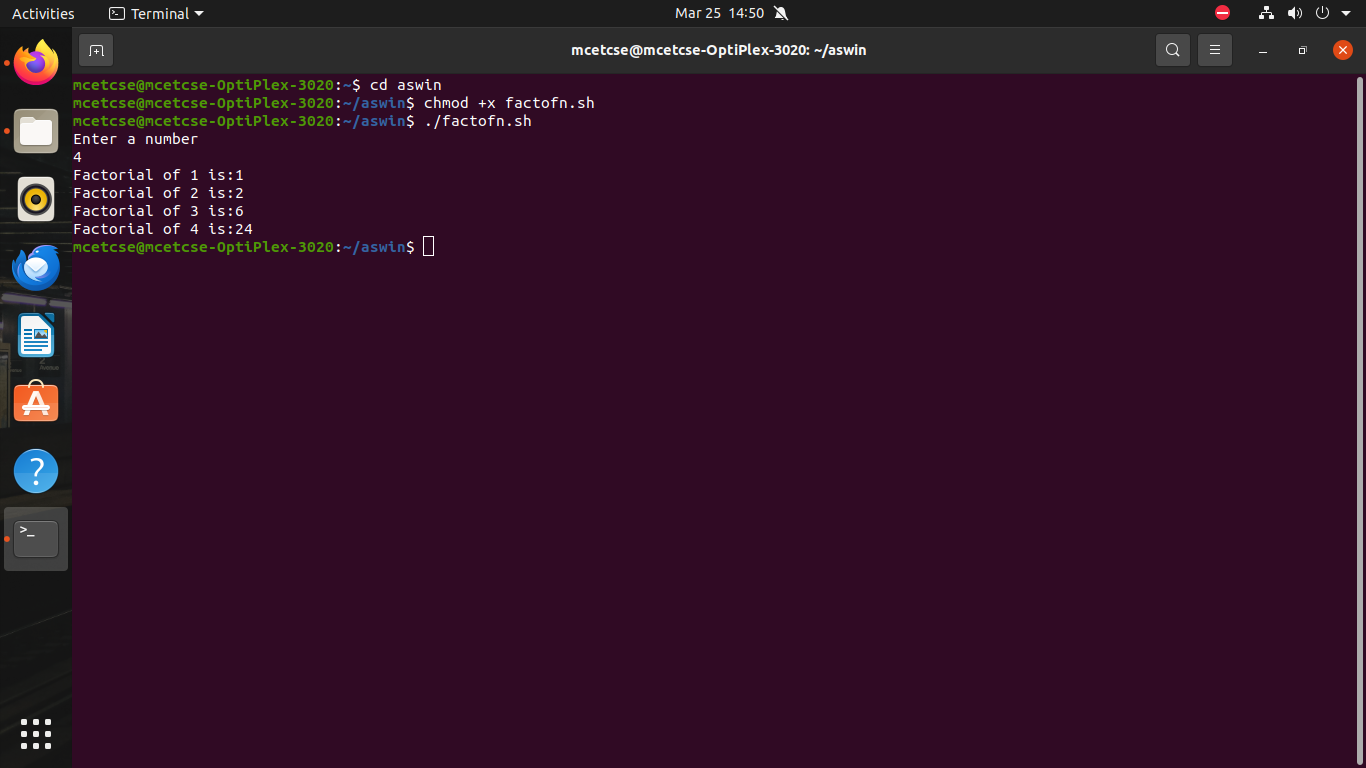 Activities
Terminal
Mar 25 14:50
mcetcse@mcetcse-OptiPlex-3020: ~/aswin
mcetcse@mcetcse-OptiPlex-3020:~$ cd aswin
mcetcse@mcetcse-OptiPlex-3020:~/aswin$ chmod +x factofn.sh
mcetcse@mcetcse-OptiPlex-3020:~/aswin$ ./factofn.sh
Enter a number
4
Factorial of 1 is:1
Factorial of 2 is:2
Factorial of 3 is:6
Factorial of 4 is:24
mcetcse@mcetcse-OptiPlex-3020:~/aswin$